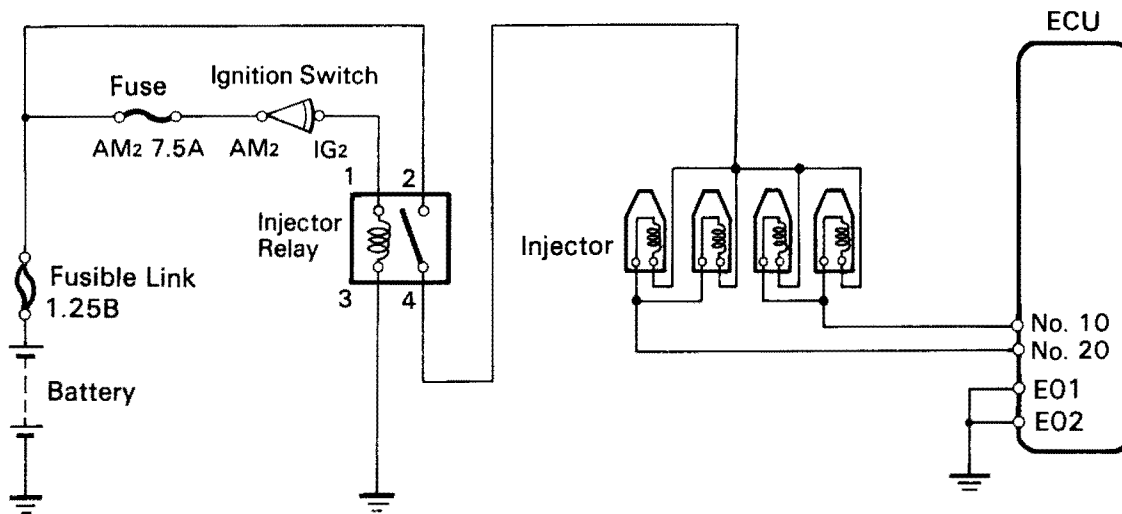 ECU
Fuse
Ignition Switch
AM2 7.5A
AM2
IG2
1
2
Injector
Relay
3
4
Injector
Fusible Link
1.25B
Battery
No. 10
No. 20
E01
E02